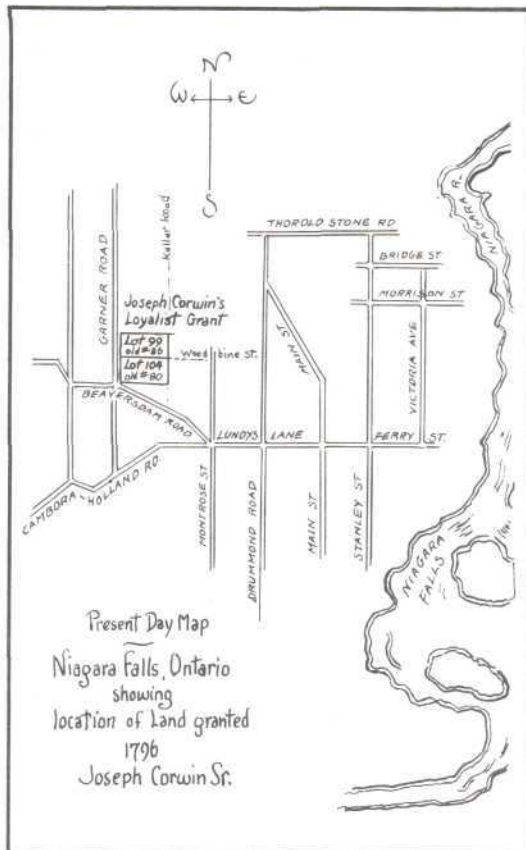 N
W E
S
NIAGARA R.
THOROLD STONE RD
BRIDGE ST
MORRISON ST
GARNER ROAD
Kaller Road
Joseph Corwin's
Loyalist Grant
Lot 99
old #86
Lot 104
old #80
Wood bine St.
MAIN ST
VICTORIA AVE
BEAVERSDAM ROAD
LUNDYS LANE
FERRY ST.
CAMBORA-HOLLAND RD.
MONTROSE ST
DRUMMOND ROAD
MAIN ST
STANLEY ST
NIAGARA
FALLS
Present Day Map
Niagara Falls, Ontario
showing
location of Land granted
1796
Joseph Corwin Sr.